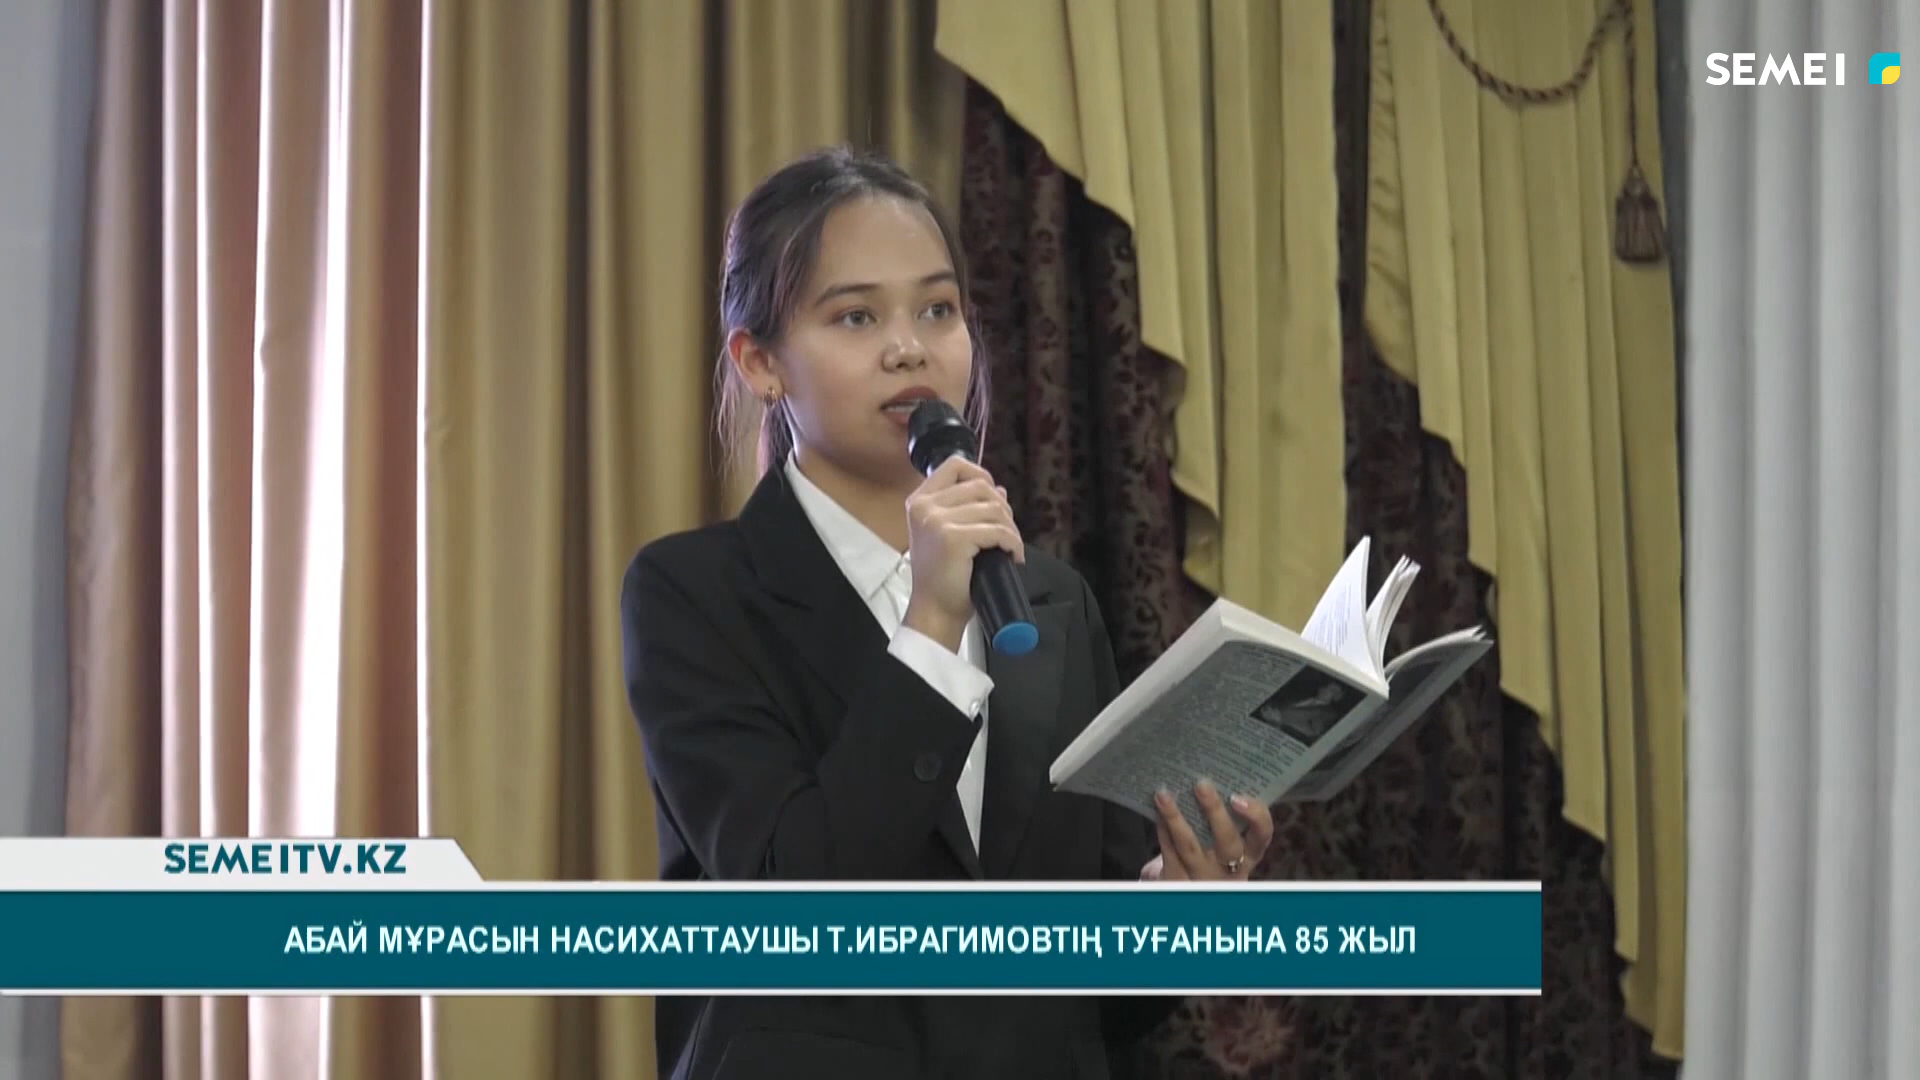 SEMEI
SEMEITV.KZ
АБАЙ МҰРАСЫН НАСИХАТТАУШЫ Т.ИБРАГИМОВТІҢ ТУҒАНЫНА 85 ЖЫЛ